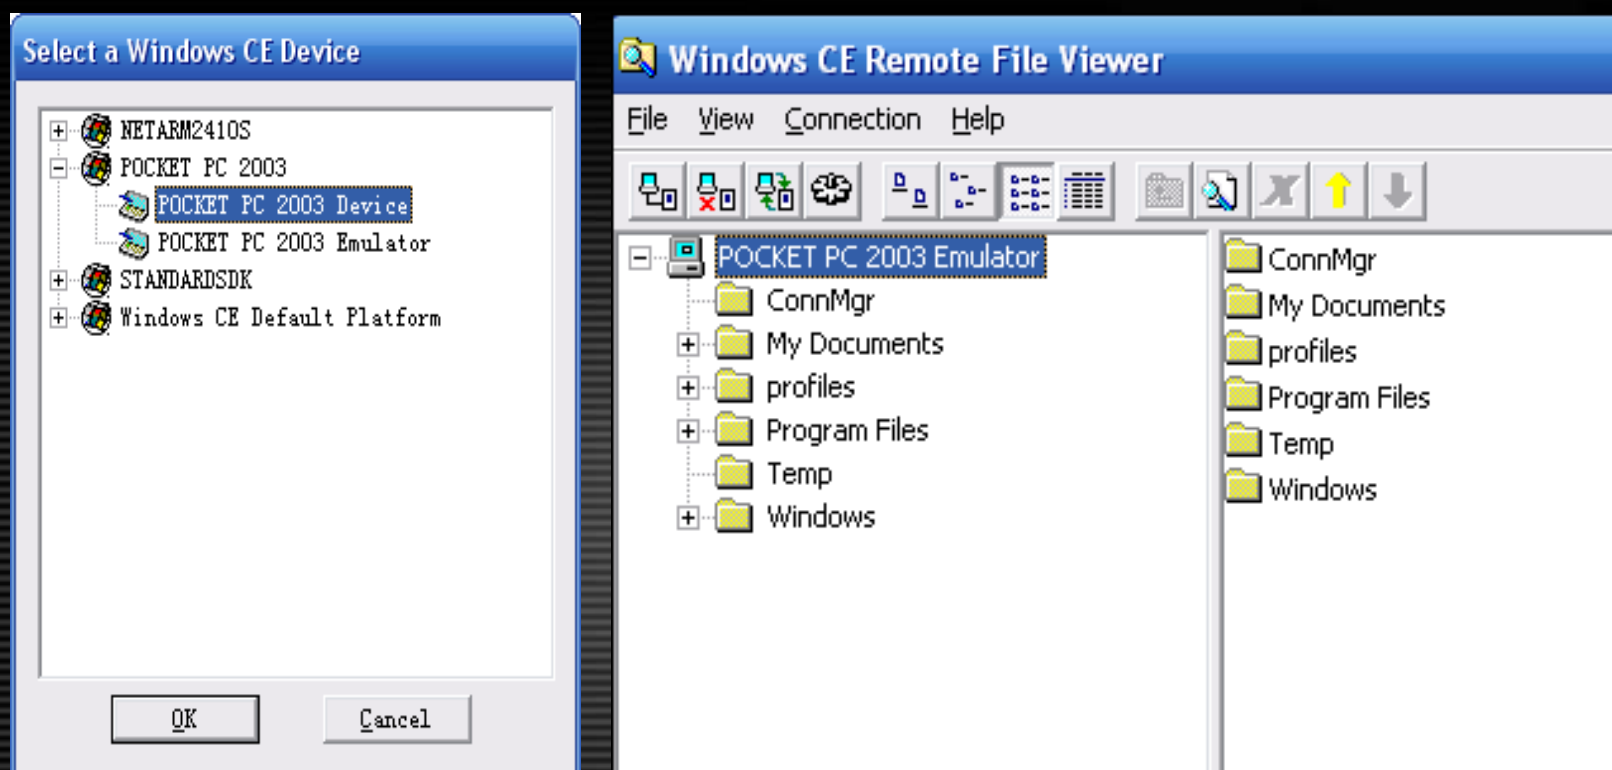 Select a Windows CE Device
NETARM2410S
POCKET PC 2003
POCKET PC 2003 Device
POCKET PC 2003 Emulator
STANDARDSDK
Windows CE Default Platform
OK
Cancel
Windows CE Remote File Viewer
File View Connection Help
POCKET PC 2003 Emulator
ConnMgr
My Documents
profiles
Program Files
Temp
Windows
ConnMgr
My Documents
profiles
Program Files
Temp
Windows